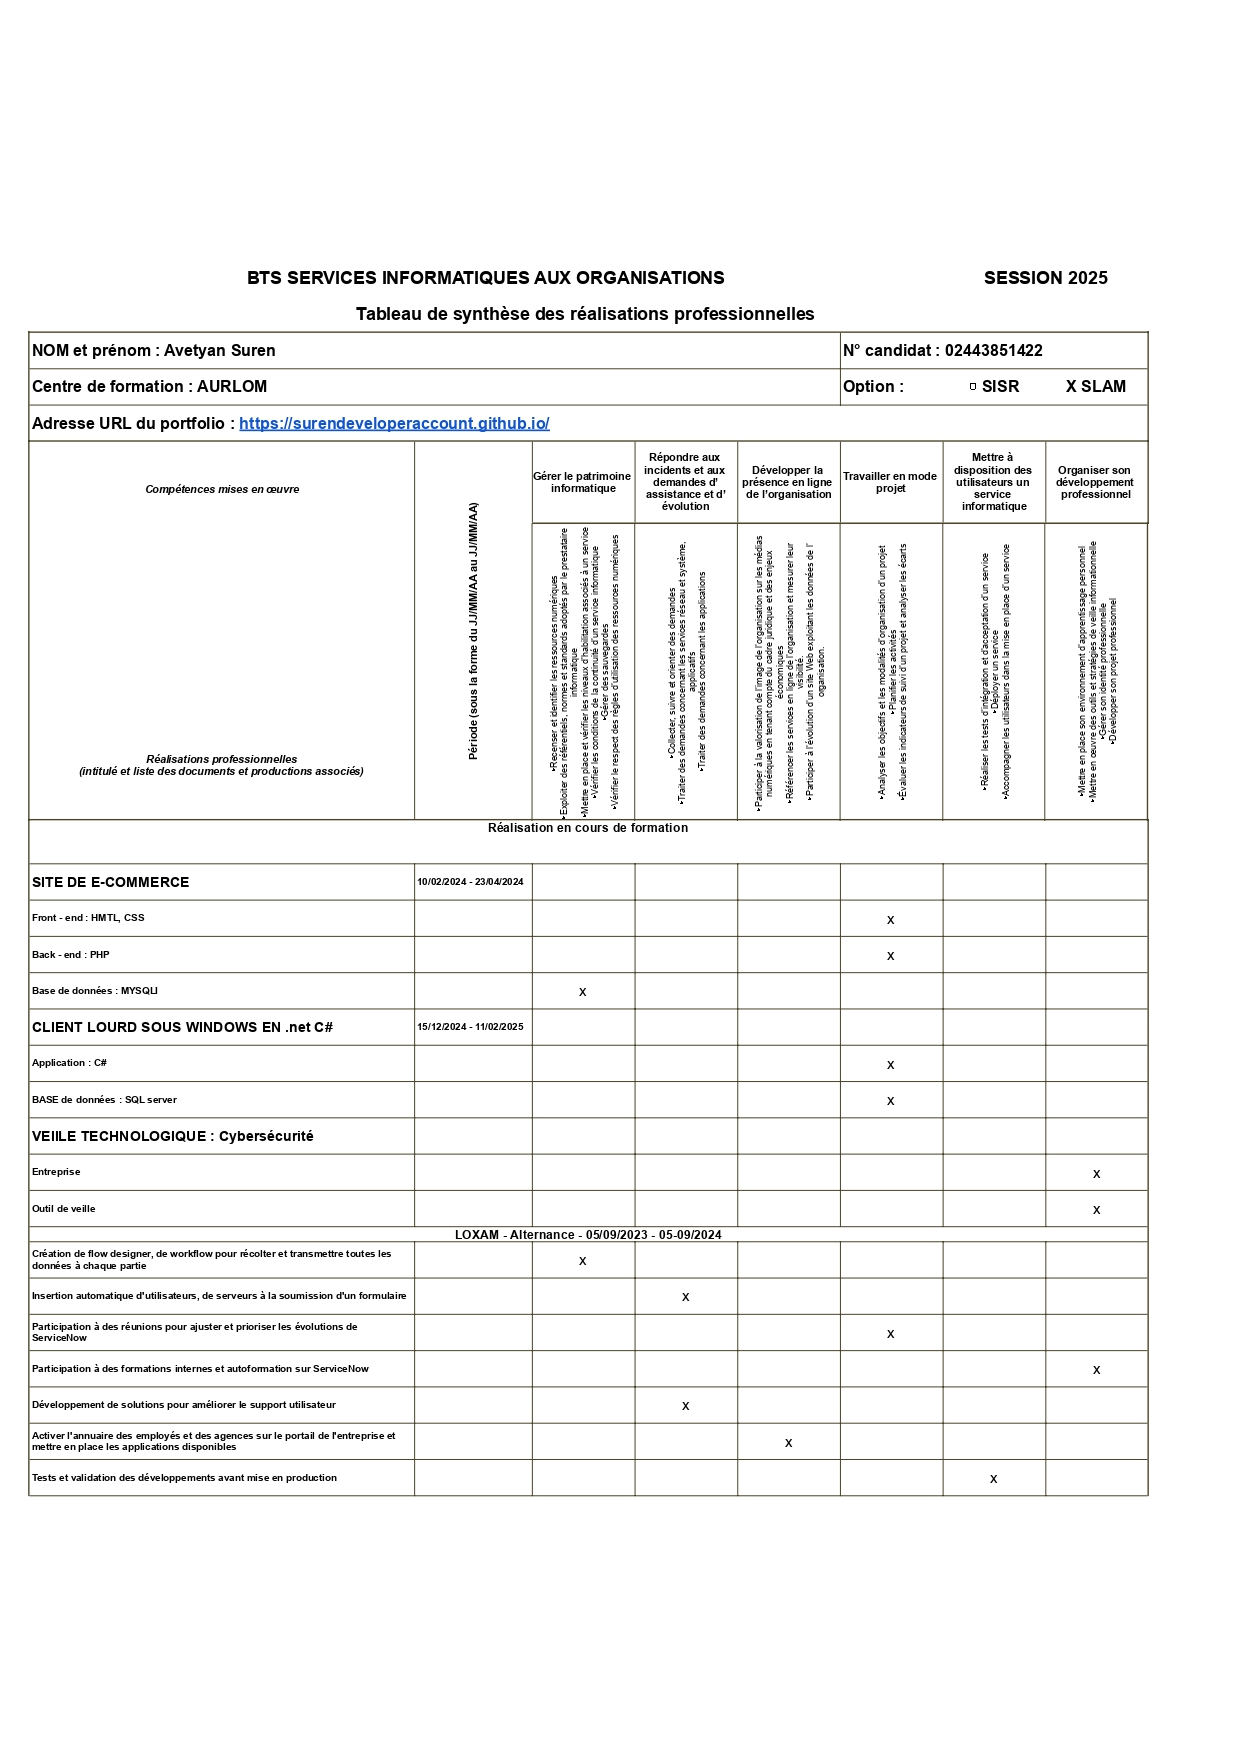 BTS SERVICES INFORMATIQUES AUX ORGANISATIONS SESSION 2025
Tableau de synthèse des réalisations professionnelles
NOM et prénom : Avetyan Suren N° candidat : 02443851422
Centre de formation : AURLOM Option : SISR X SLAM
Adresse URL du portfolio : https://surendeveloperaccount.github.io/
Compétences mises en œuvre
Réalisations professionnelles
(intitulé et liste des documents et productions associés)
Période (sous la forme du JJ/MM/AA au JJ/MM/AA)
Gérer le patrimoine
informatique
Répondre aux
incidents et aux
demandes d'
assistance et d'
évolution
Développer la
présence en ligne
de l'organisation
Travailler en mode
projet
Mettre à
disposition des
utilisateurs un
service
informatique
Organiser son
développement
professionnel
‣Recenser et identifier les ressources numériques
‣Exploiter des référentiels, normes et standards adoptés par le prestataire
informatique
‣Mettre en place et vérifier les niveaux d'habilitation associés à un service
‣Vérifier les conditions de la continuité d'un service informatique
‣Gérer des sauvegardes
‣Vérifier le respect des règles d'utilisation des ressources numériques
‣Collecter, suivre et orienter des demandes
‣Traiter des demandes concernant les services réseau et système,
applicatifs
‣Traiter des demandes concernant les applications
‣Participer à la valorisation de l'image de l'organisation sur les médias
numériques en tenant compte du cadre juridique et des enjeux
économiques
‣Référencer les services en ligne de l'organisation et mesurer leur
visibilité.
‣Participer à l'évolution d'un site Web exploitant les données de l'
organisation.
‣Analyser les objectifs et les modalités d'organisation d'un projet
‣Planifier les activités
‣Évaluer les indicateurs de suivi d'un projet et analyser les écarts
‣Réaliser les tests d'intégration et d'acceptation d'un service
‣Déployer un service
‣Accompagner les utilisateurs dans la mise en place d'un service
‣Mettre en place son environnement d'apprentissage personnel
‣Mettre en œuvre des outils et stratégies de veille informationnelle
‣Gérer son identité professionnelle
‣Développer son projet professionnel
Réalisation en cours de formation
SITE DE E-COMMERCE 10/02/2024 - 23/04/2024
Front - end : HMTL, CSS X
Back - end : PHP X
Base de données : MYSQLI X
CLIENT LOURD SOUS WINDOWS EN .net C# 15/12/2024 - 11/02/2025
Application : C# X
BASE de données : SQL server X
VEIILE TECHNOLOGIQUE : Cybersécurité
Entreprise X
Outil de veille X
LOXAM - Alternance - 05/09/2023 - 05-09/2024
Création de flow designer, de workflow pour récolter et transmettre toutes les
données à chaque partie X
Insertion automatique d'utilisateurs, de serveurs à la soumission d'un formulaire X
Participation à des réunions pour ajuster et prioriser les évolutions de
ServiceNow X
Participation à des formations internes et autoformation sur ServiceNow X
Développement de solutions pour améliorer le support utilisateur X
Activer l'annuaire des employés et des agences sur le portail de l'entreprise et
mettre en place les applications disponibles X
Tests et validation des développements avant mise en production X